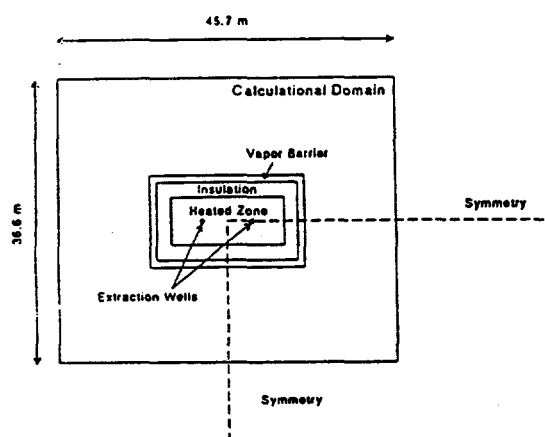 45.7 m
Calculational Domain
Vapor Barrier
Insulation
Heated Zone
Symmetry
36.6 m
Extraction Wells
Symmetry